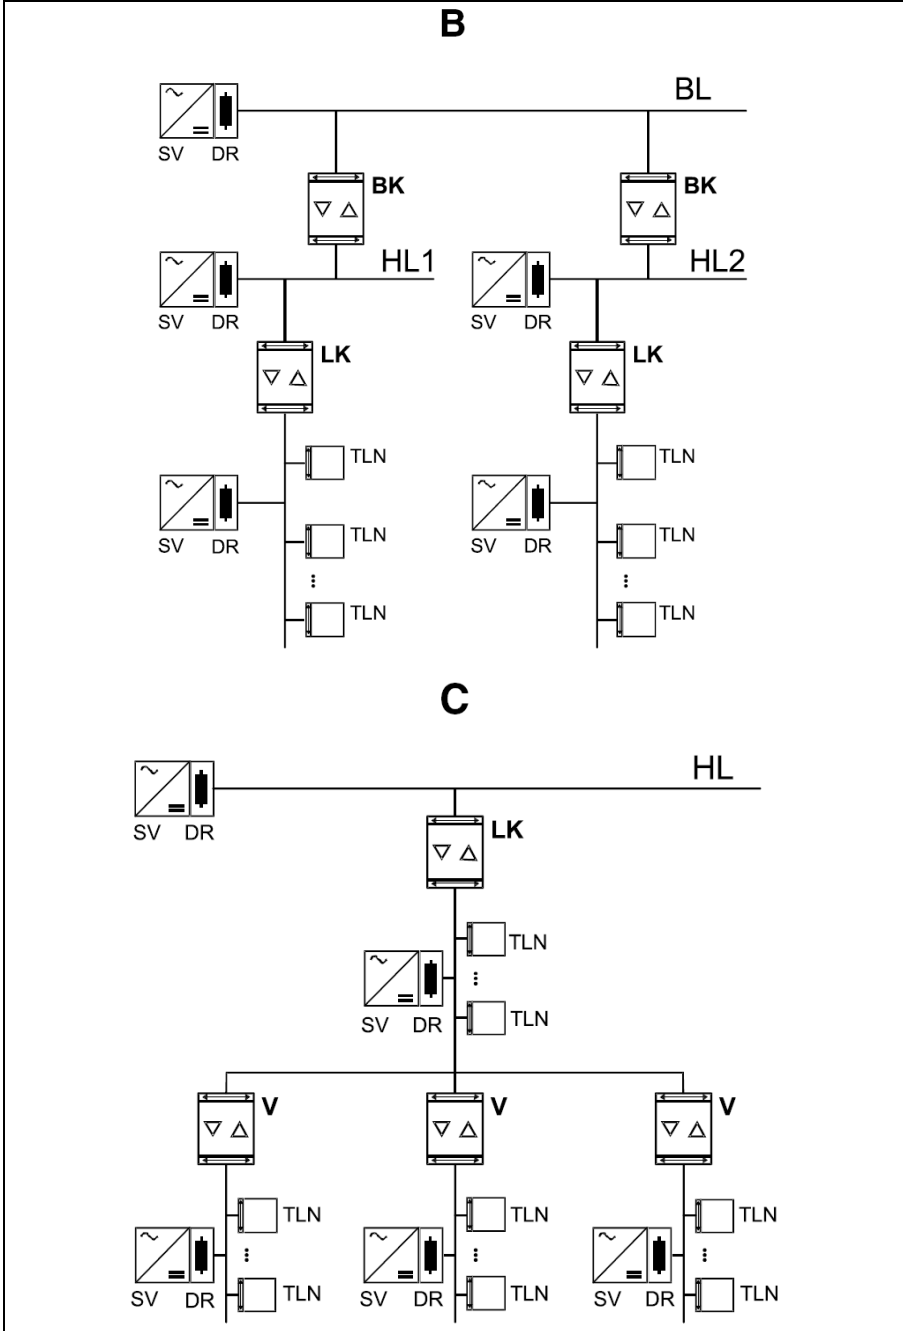 B
BL
SV DR
BK BK
HL1 HL2
SV DR SV DR
LK LK
TLN TLN
SV DR SV DR
TLN TLN
TLN TLN
C
HL
SV DR
LK
TLN
SV DR TLN
V V V
TLN TLN TLN
SV DR TLN SV DR TLN SV DR TLN